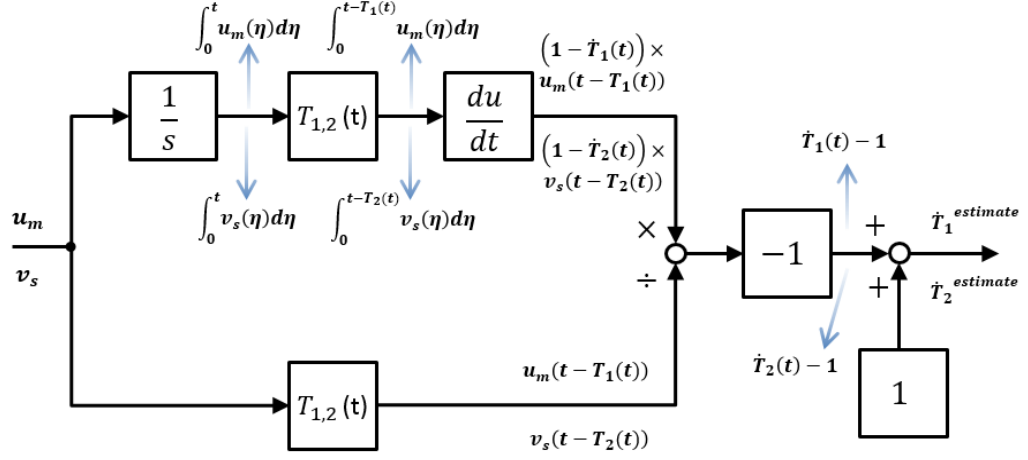 ∫₀ᵗ uₘ(η)dη
∫₀^{t−T₁(t)} uₘ(η)dη
(1 − Ṫ₁(t)) ×
uₘ(t − T₁(t))
1/s
T₁,₂ (t)
du/dt
(1 − Ṫ₂(t)) ×
vₛ(t − T₂(t))
∫₀ᵗ vₛ(η)dη
∫₀^{t−T₂(t)} vₛ(η)dη
uₘ
vₛ
×
÷
−1
Ṫ₁(t) − 1
+
+
Ṫ₁^{estimate}
Ṫ₂^{estimate}
Ṫ₂(t) − 1
1
T₁,₂ (t)
uₘ(t − T₁(t))
vₛ(t − T₂(t))